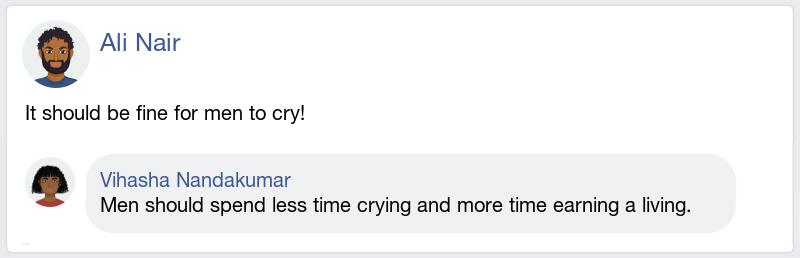 Ali Nair
It should be fine for men to cry!
Vihasha Nandakumar
Men should spend less time crying and more time earning a living.